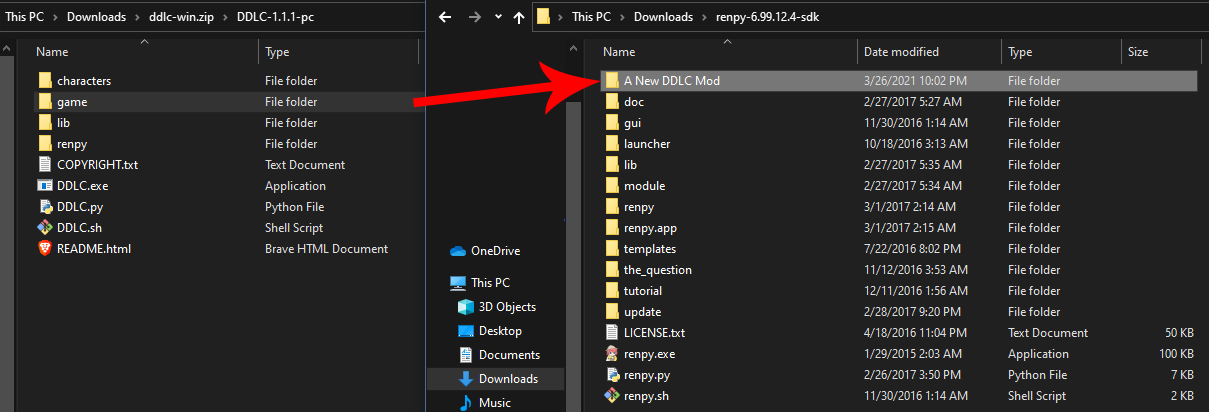 This PC > Downloads > ddlc-win.zip > DDLC-1.1.1-pc
Name Type
characters File folder
game File folder
lib File folder
renpy File folder
COPYRIGHT.txt Text Document
DDLC.exe Application
DDLC.py Python File
DDLC.sh Shell Script
README.html Brave HTML Document
This PC > Downloads > renpy-6.99.12.4-sdk
OneDrive
This PC
3D Objects
Desktop
Documents
Downloads
Music
Name Date modified Type Size
A New DDLC Mod 3/26/2021 10:02 PM File folder
doc 2/27/2017 5:27 AM File folder
gui 11/30/2016 1:14 AM File folder
launcher 10/18/2016 3:13 AM File folder
lib 2/27/2017 5:35 AM File folder
module 2/27/2017 5:34 AM File folder
renpy 3/1/2017 2:14 AM File folder
renpy.app 3/1/2017 2:15 AM File folder
templates 7/22/2016 8:02 PM File folder
the_question 11/12/2016 3:53 AM File folder
tutorial 12/11/2016 1:56 AM File folder
update 2/28/2017 9:20 PM File folder
LICENSE.txt 4/18/2016 11:04 PM Text Document 50 KB
renpy.exe 1/29/2015 2:03 AM Application 100 KB
renpy.py 2/26/2017 3:50 PM Python File 7 KB
renpy.sh 11/30/2016 1:14 AM Shell Script 2 KB